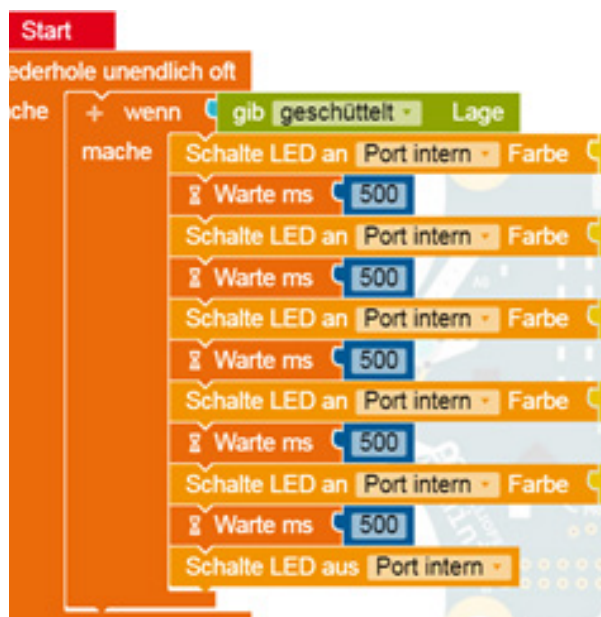 Start
ederhole unendlich oft
che + wenn gib geschüttelt Lage
mache Schalte LED an Port intern Farbe
Warte ms 500
Schalte LED an Port intern Farbe
Warte ms 500
Schalte LED an Port intern Farbe
Warte ms 500
Schalte LED an Port intern Farbe
Warte ms 500
Schalte LED an Port intern Farbe
Warte ms 500
Schalte LED aus Port intern